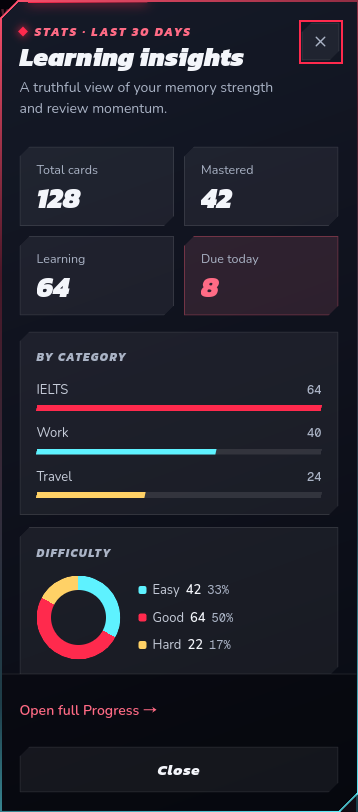 STATS · LAST 30 DAYS
Learning insights
A truthful view of your memory strength
and review momentum.
Total cards
128
Mastered
42
Learning
64
Due today
8
BY CATEGORY
IELTS 64
Work 40
Travel 24
DIFFICULTY
Easy 42 33%
Good 64 50%
Hard 22 17%
Open full Progress →
Close